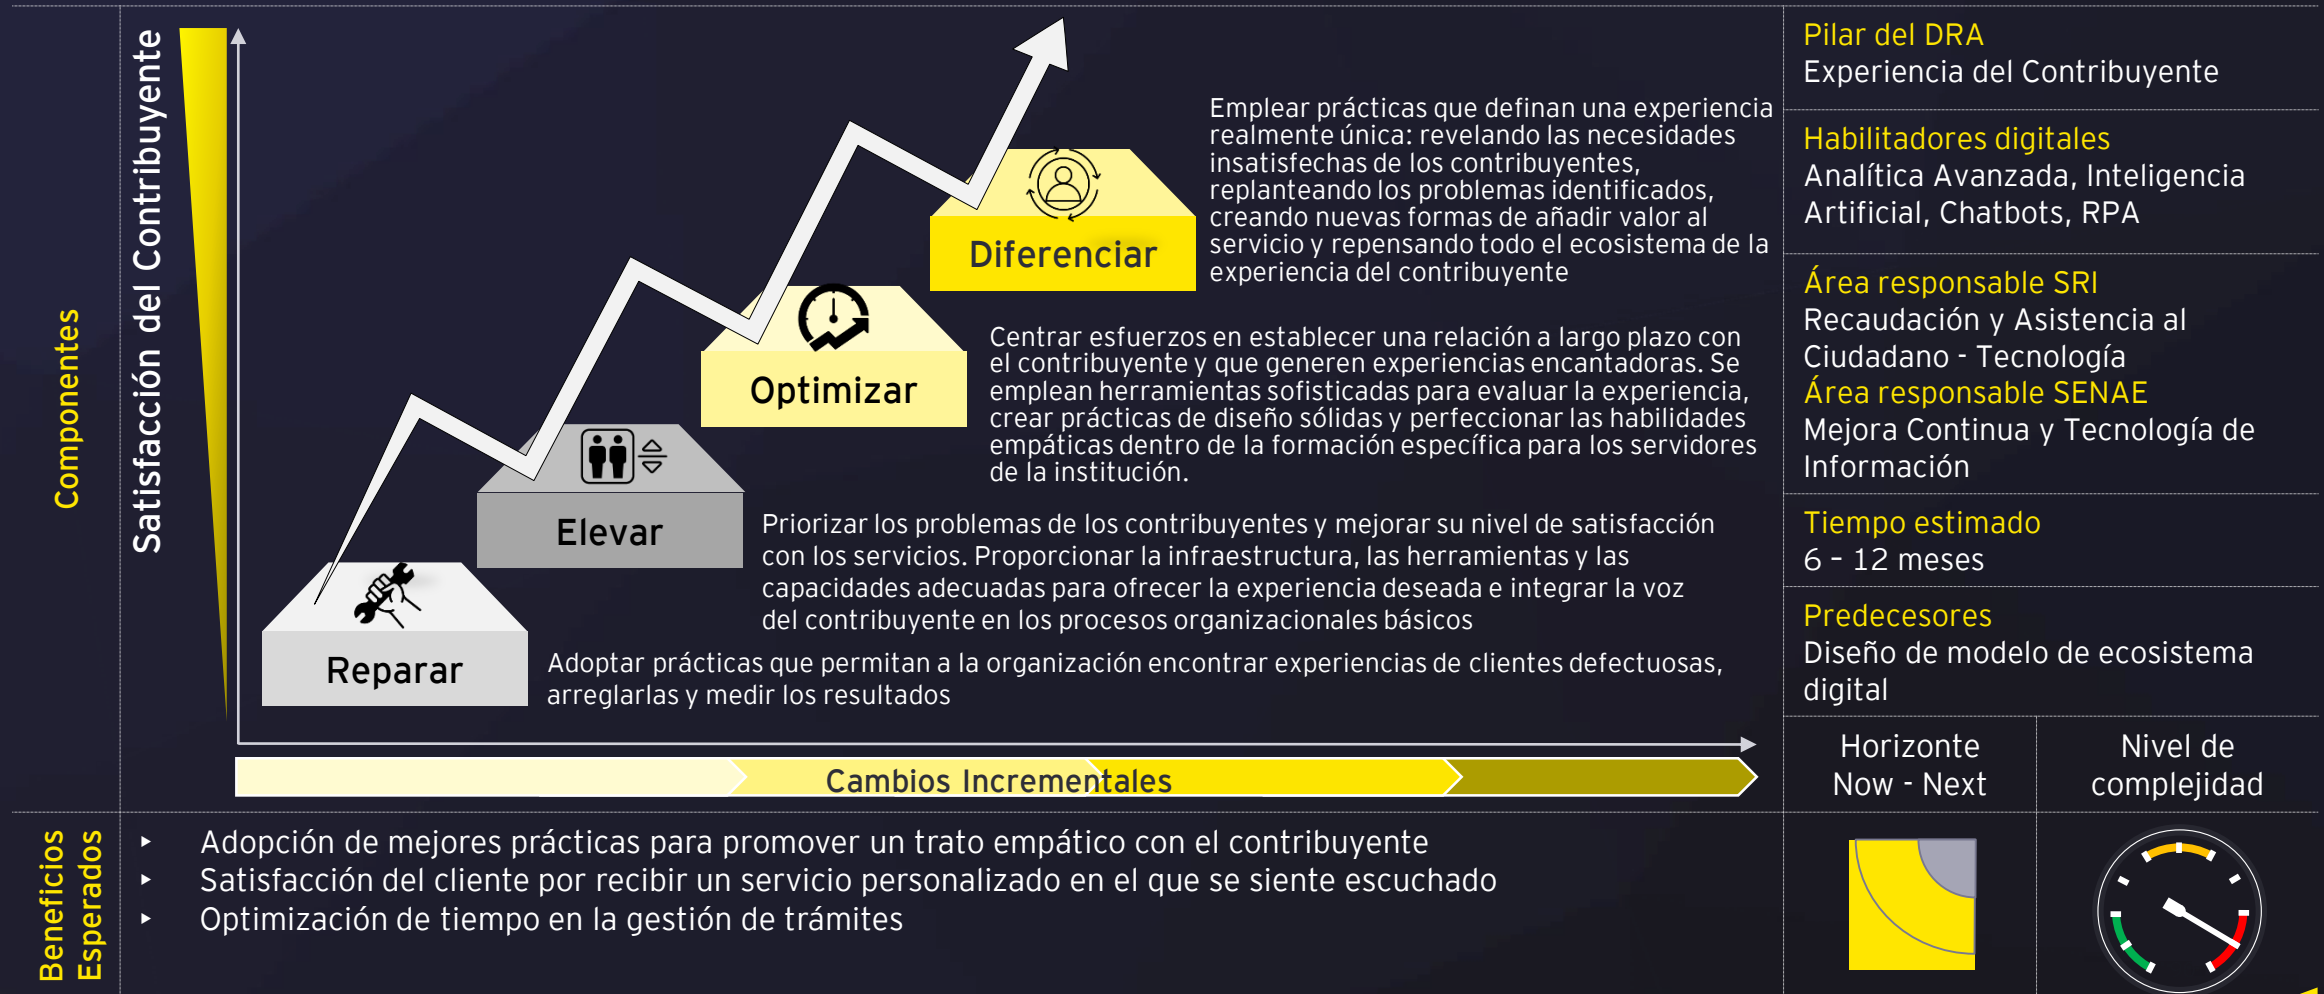 Componentes
Satisfacción del Contribuyente
Diferenciar
Emplear prácticas que definan una experiencia
realmente única: revelando las necesidades
insatisfechas de los contribuyentes,
replanteando los problemas identificados,
creando nuevas formas de añadir valor al
servicio y repensando todo el ecosistema de la
experiencia del contribuyente
Optimizar
Centrar esfuerzos en establecer una relación a largo plazo con
el contribuyente y que generen experiencias encantadoras. Se
emplean herramientas sofisticadas para evaluar la experiencia,
crear prácticas de diseño sólidas y perfeccionar las habilidades
empáticas dentro de la formación específica para los servidores
de la institución.
Elevar
Priorizar los problemas de los contribuyentes y mejorar su nivel de satisfacción
con los servicios. Proporcionar la infraestructura, las herramientas y las
capacidades adecuadas para ofrecer la experiencia deseada e integrar la voz
del contribuyente en los procesos organizacionales básicos
Reparar
Adoptar prácticas que permitan a la organización encontrar experiencias de clientes defectuosas,
arreglarlas y medir los resultados
Cambios Incrementales
Pilar del DRA
Experiencia del Contribuyente
Habilitadores digitales
Analítica Avanzada, Inteligencia
Artificial, Chatbots, RPA
Área responsable SRI
Recaudación y Asistencia al
Ciudadano - Tecnología
Área responsable SENAE
Mejora Continua y Tecnología de
Información
Tiempo estimado
6 – 12 meses
Predecesores
Diseño de modelo de ecosistema
digital
Horizonte
Now - Next
Nivel de
complejidad
Beneficios
Esperados
‣ Adopción de mejores prácticas para promover un trato empático con el contribuyente
‣ Satisfacción del cliente por recibir un servicio personalizado en el que se siente escuchado
‣ Optimización de tiempo en la gestión de trámites